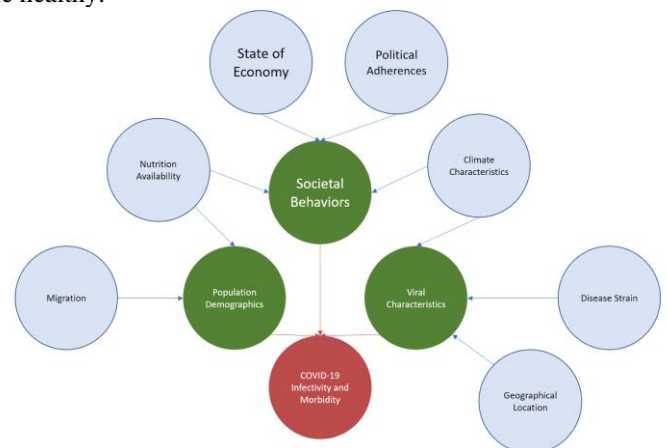 healthy.
State of
Economy
Political
Adherences
Nutrition
Availability
Climate
Characteristics
Societal
Behaviors
Migration
Population
Demographics
Viral
Characteristics
Disease Strain
COVID-19
Infectivity and
Morbidity
Geographical
Location